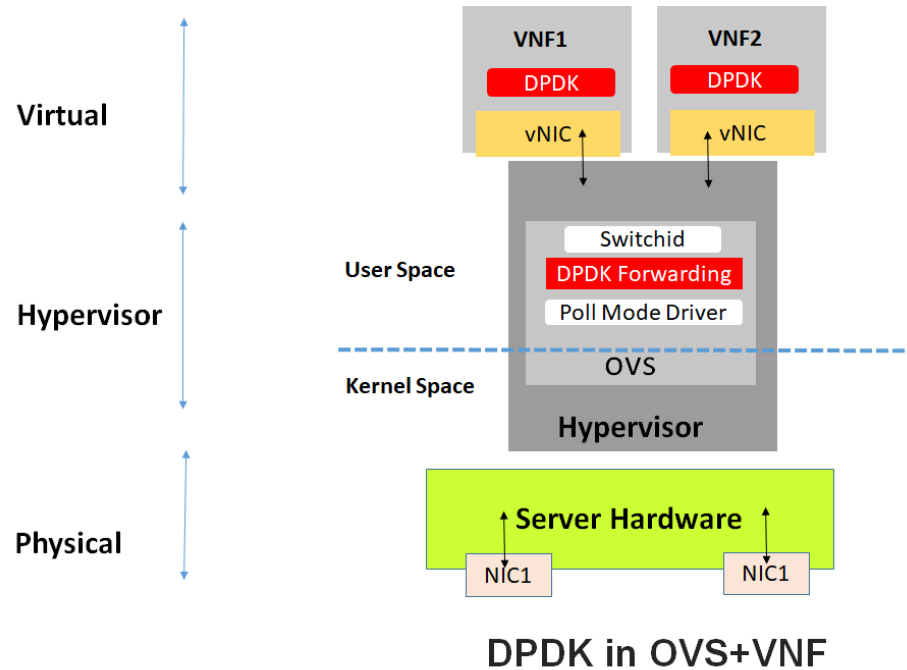 VNF1
VNF2
DPDK
DPDK
Virtual
vNIC
vNIC
Switchid
User Space
DPDK Forwarding
Hypervisor
Poll Mode Driver
OVS
Kernel Space
Hypervisor
Server Hardware
Physical
NIC1
NIC1
DPDK in OVS+VNF